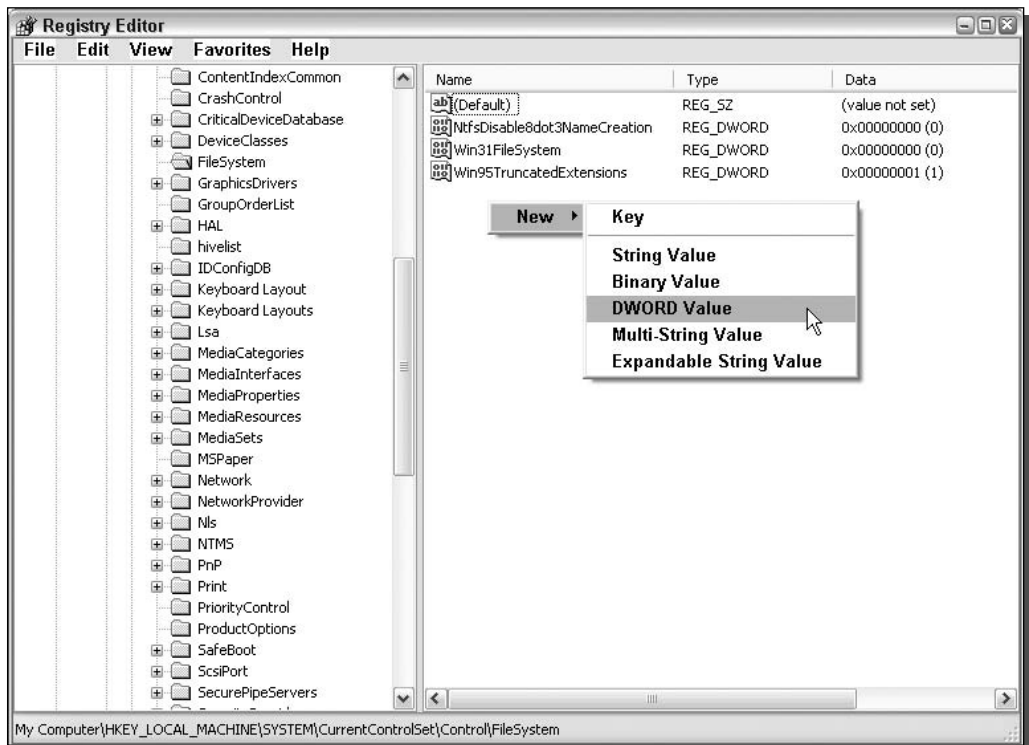 Registry Editor
File Edit View Favorites Help
ContentIndexCommon
CrashControl
CriticalDeviceDatabase
DeviceClasses
FileSystem
GraphicsDrivers
GroupOrderList
HAL
hivelist
IDConfigDB
Keyboard Layout
Keyboard Layouts
Lsa
MediaCategories
MediaInterfaces
MediaProperties
MediaResources
MediaSets
MSPaper
Network
NetworkProvider
Nls
NTMS
PnP
Print
PriorityControl
ProductOptions
SafeBoot
ScsiPort
SecurePipeServers
Name Type Data
(Default) REG_SZ (value not set)
NtfsDisable8dot3NameCreation REG_DWORD 0x00000000 (0)
Win31FileSystem REG_DWORD 0x00000000 (0)
Win95TruncatedExtensions REG_DWORD 0x00000001 (1)
New
Key
String Value
Binary Value
DWORD Value
Multi-String Value
Expandable String Value
My Computer\HKEY_LOCAL_MACHINE\SYSTEM\CurrentControlSet\Control\FileSystem